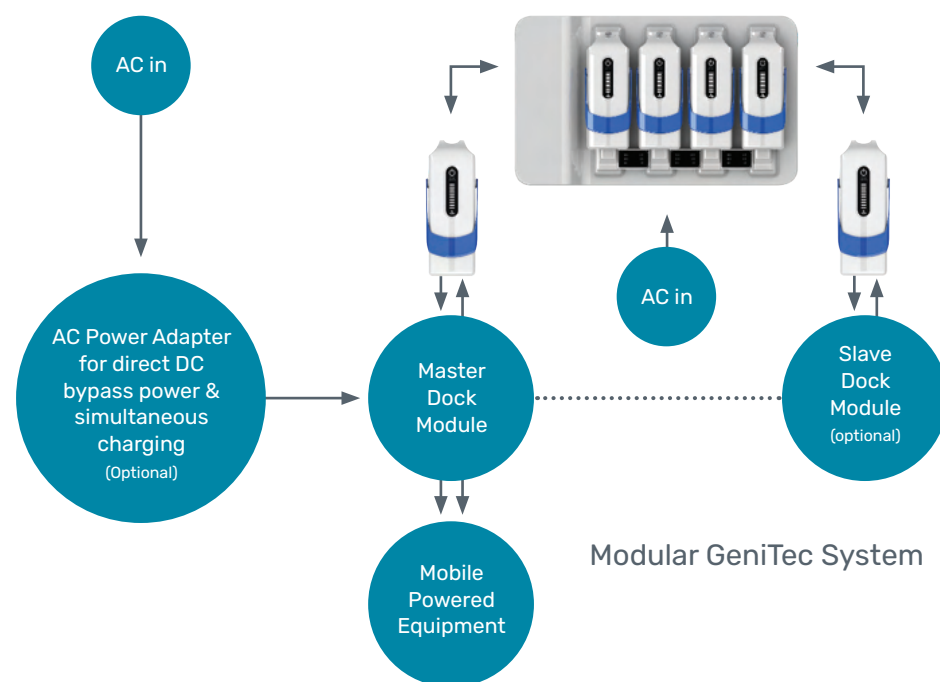 AC in
AC Power Adapter
for direct DC
bypass power &
simultaneous
charging
(Optional)
Master
Dock
Module
AC in
Slave
Dock
Module
(optional)
Mobile
Powered
Equipment
Modular GeniTec System